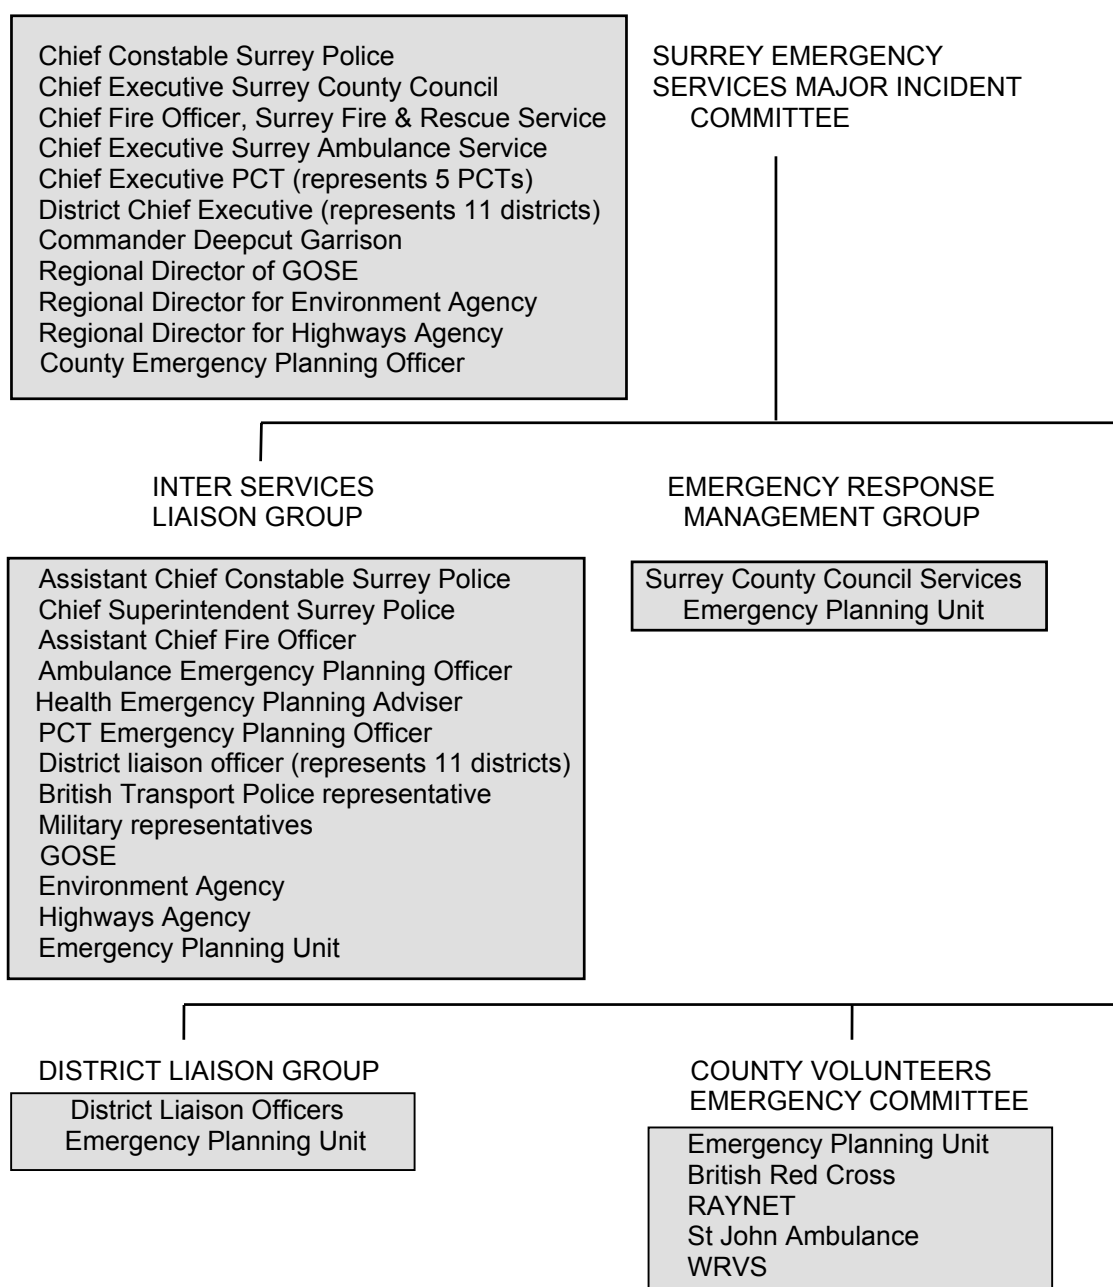 Chief Constable Surrey Police
Chief Executive Surrey County Council
Chief Fire Officer, Surrey Fire & Rescue Service
Chief Executive Surrey Ambulance Service
Chief Executive PCT (represents 5 PCTs)
District Chief Executive (represents 11 districts)
Commander Deepcut Garrison
Regional Director of GOSE
Regional Director for Environment Agency
Regional Director for Highways Agency
County Emergency Planning Officer
SURREY EMERGENCY
SERVICES MAJOR INCIDENT
COMMITTEE
INTER SERVICES
LIAISON GROUP
Assistant Chief Constable Surrey Police
Chief Superintendent Surrey Police
Assistant Chief Fire Officer
Ambulance Emergency Planning Officer
Health Emergency Planning Adviser
PCT Emergency Planning Officer
District liaison officer (represents 11 districts)
British Transport Police representative
Military representatives
GOSE
Environment Agency
Highways Agency
Emergency Planning Unit
EMERGENCY RESPONSE
MANAGEMENT GROUP
Surrey County Council Services
Emergency Planning Unit
DISTRICT LIAISON GROUP
District Liaison Officers
Emergency Planning Unit
COUNTY VOLUNTEERS
EMERGENCY COMMITTEE
Emergency Planning Unit
British Red Cross
RAYNET
St John Ambulance
WRVS